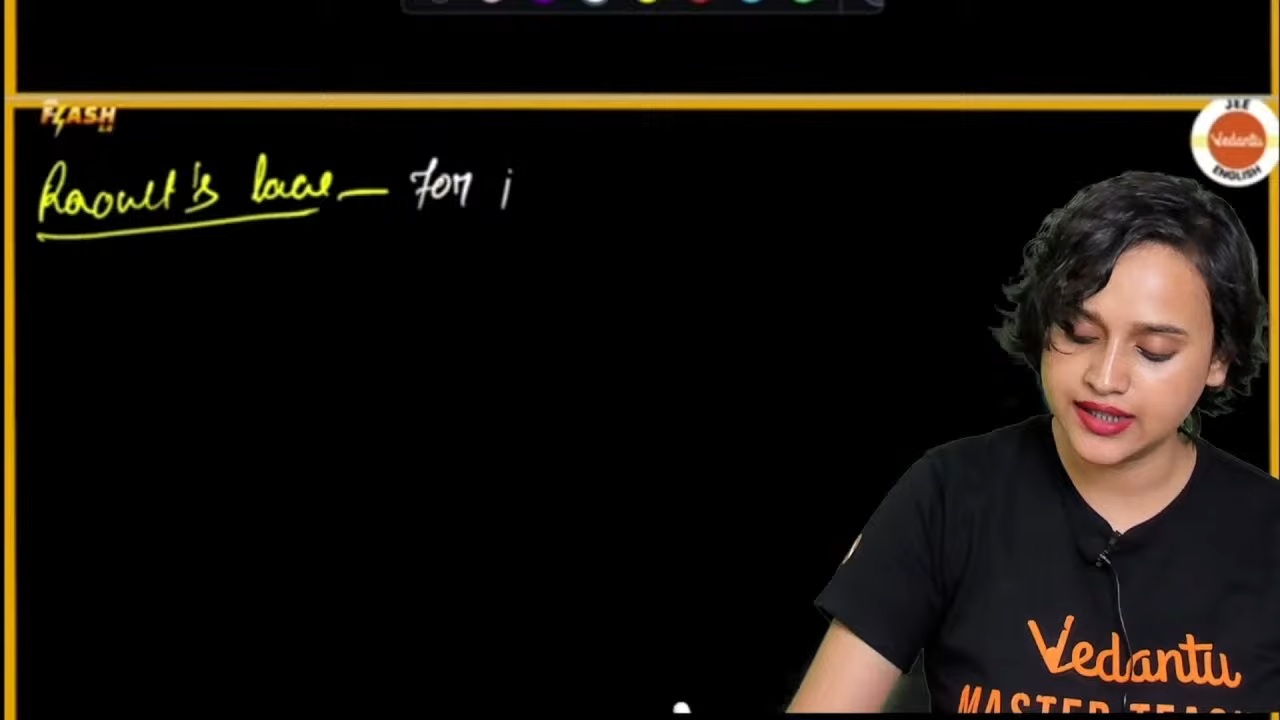 FLASH
JEE
Vedantu
ENGLISH
Raoult's law — For i
Vedantu